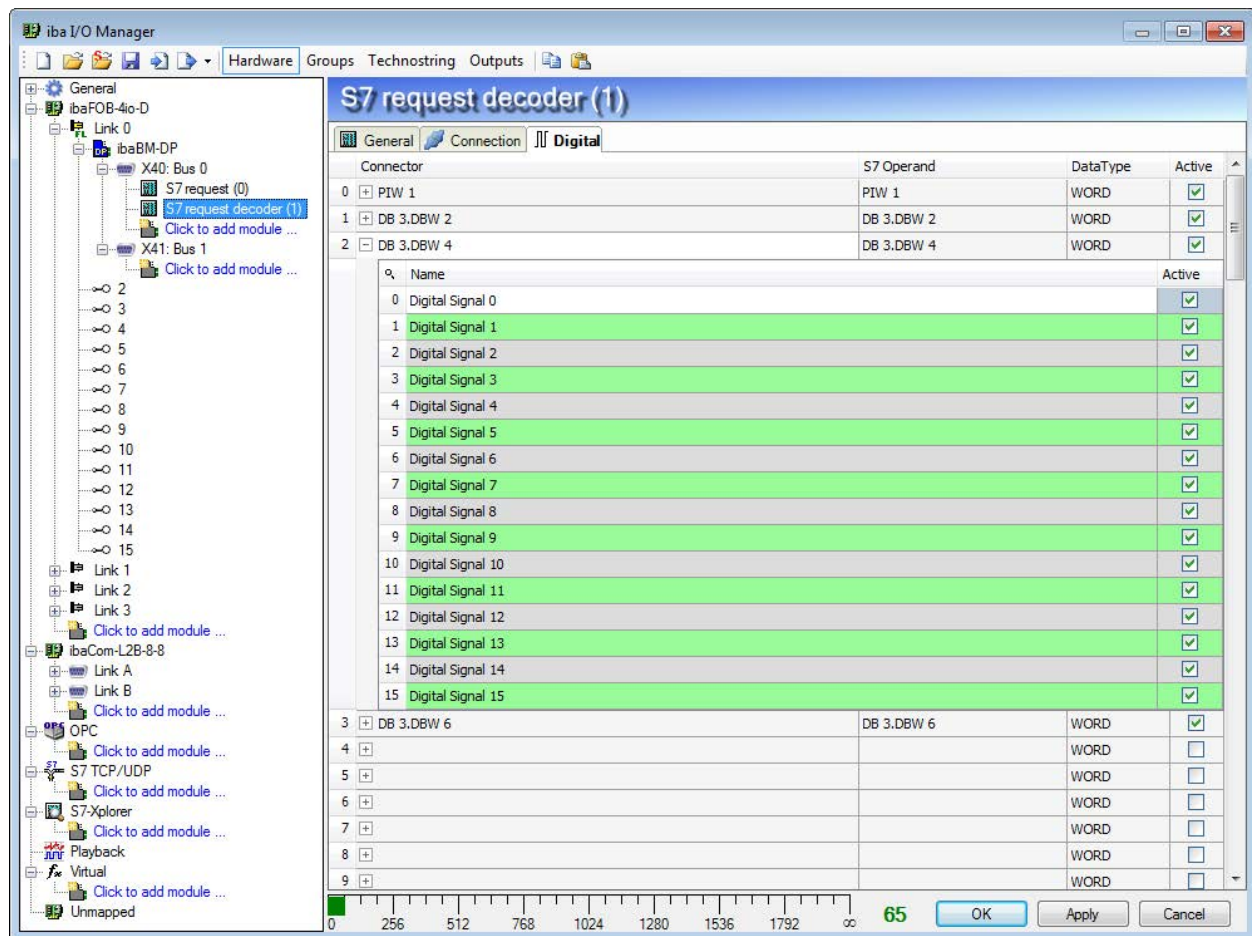 iba I/O Manager
Hardware Groups Technostring Outputs
General
ibaFOB-4io-D
Link 0
ibaBM-DP
X40: Bus 0
S7 request (0)
S7 request decoder (1)
Click to add module ...
X41: Bus 1
Click to add module ...
2
3
4
5
6
7
8
9
10
11
12
13
14
15
Link 1
Link 2
Link 3
Click to add module ...
ibaCom-L2B-8-8
Link A
Link B
Click to add module ...
OPC
Click to add module ...
S7 TCP/UDP
Click to add module ...
S7-Xplorer
Click to add module ...
Playback
Virtual
Click to add module ...
Unmapped
S7 request decoder (1)
General Connection Digital
Connector S7 Operand DataType Active
0 PIW 1 PIW 1 WORD
1 DB 3.DBW 2 DB 3.DBW 2 WORD
2 DB 3.DBW 4 DB 3.DBW 4 WORD
Name Active
0 Digital Signal 0
1 Digital Signal 1
2 Digital Signal 2
3 Digital Signal 3
4 Digital Signal 4
5 Digital Signal 5
6 Digital Signal 6
7 Digital Signal 7
8 Digital Signal 8
9 Digital Signal 9
10 Digital Signal 10
11 Digital Signal 11
12 Digital Signal 12
13 Digital Signal 13
14 Digital Signal 14
15 Digital Signal 15
3 DB 3.DBW 6 DB 3.DBW 6 WORD
4 WORD
5 WORD
6 WORD
7 WORD
8 WORD
9 WORD
0 256 512 768 1024 1280 1536 1792 ∞ 65 OK Apply Cancel